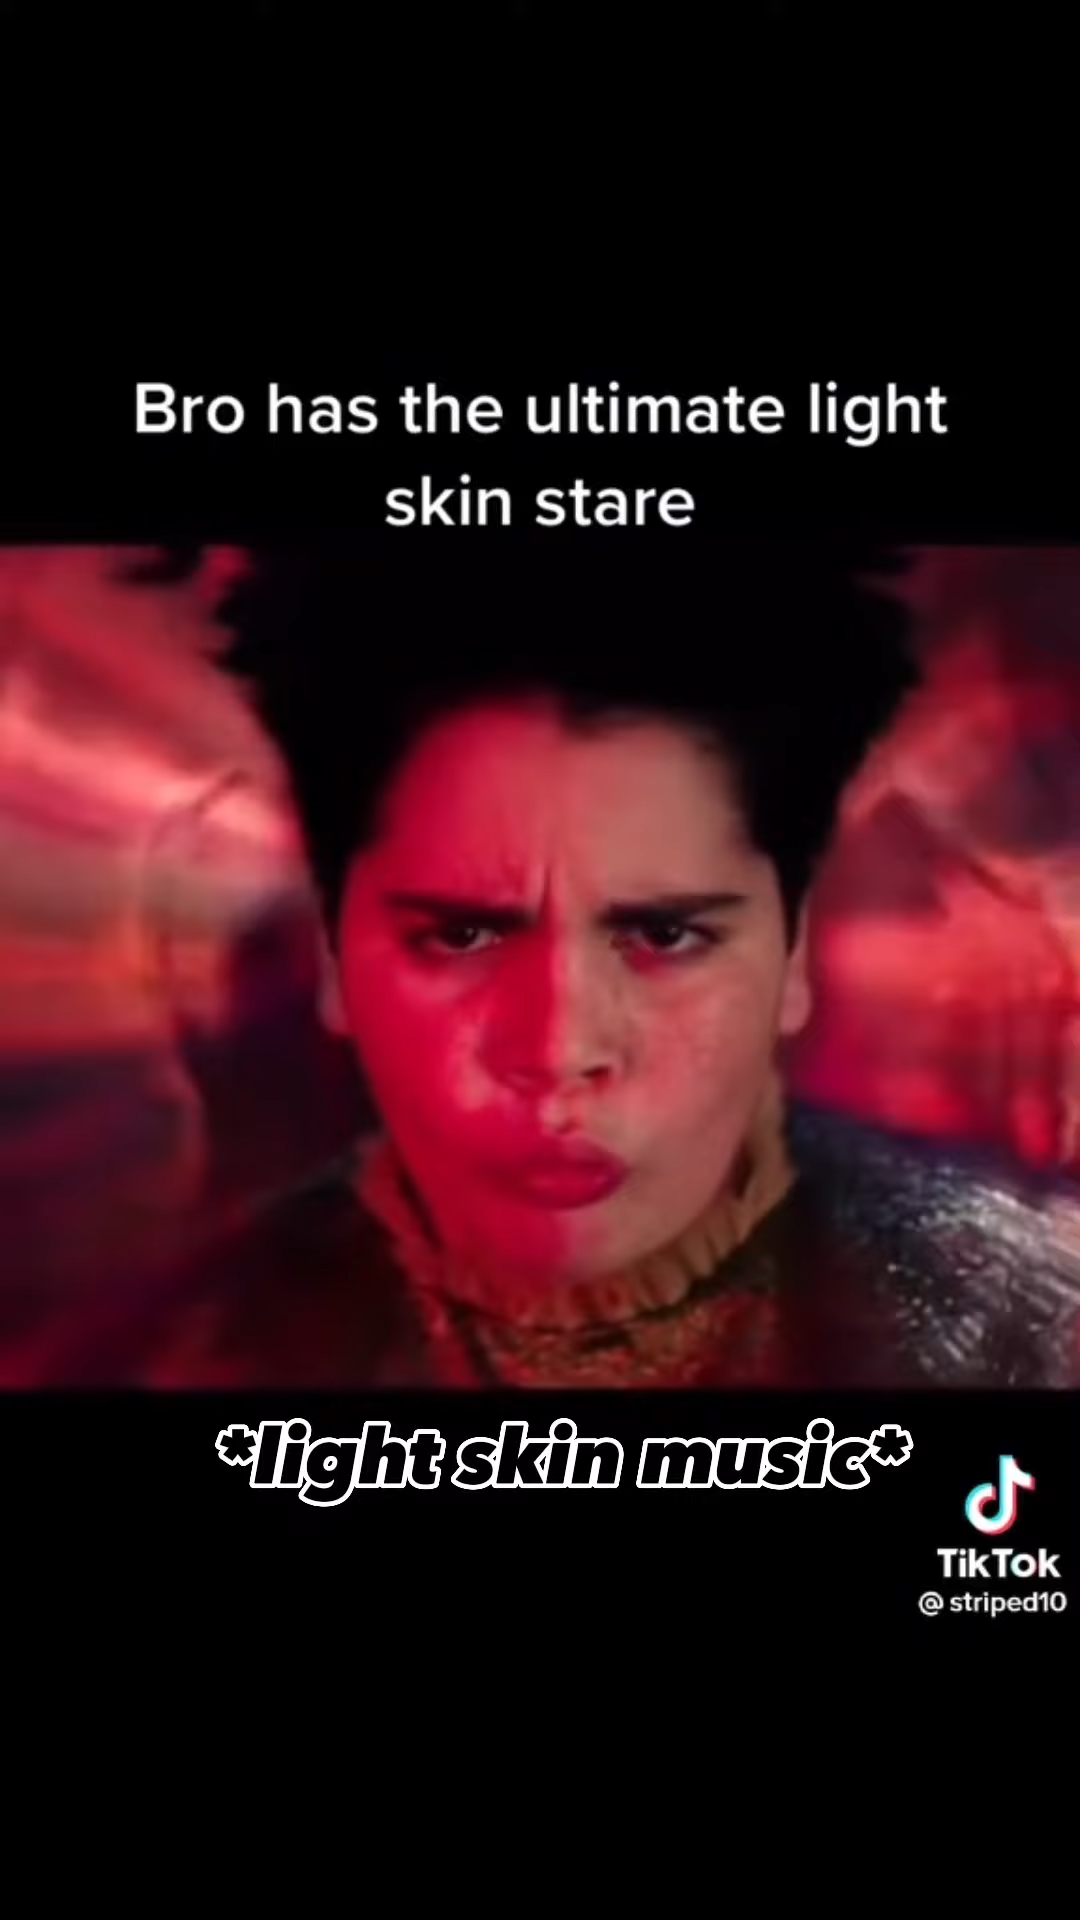 Bro has the ultimate light
skin stare
*light skin music*
TikTok
@striped10